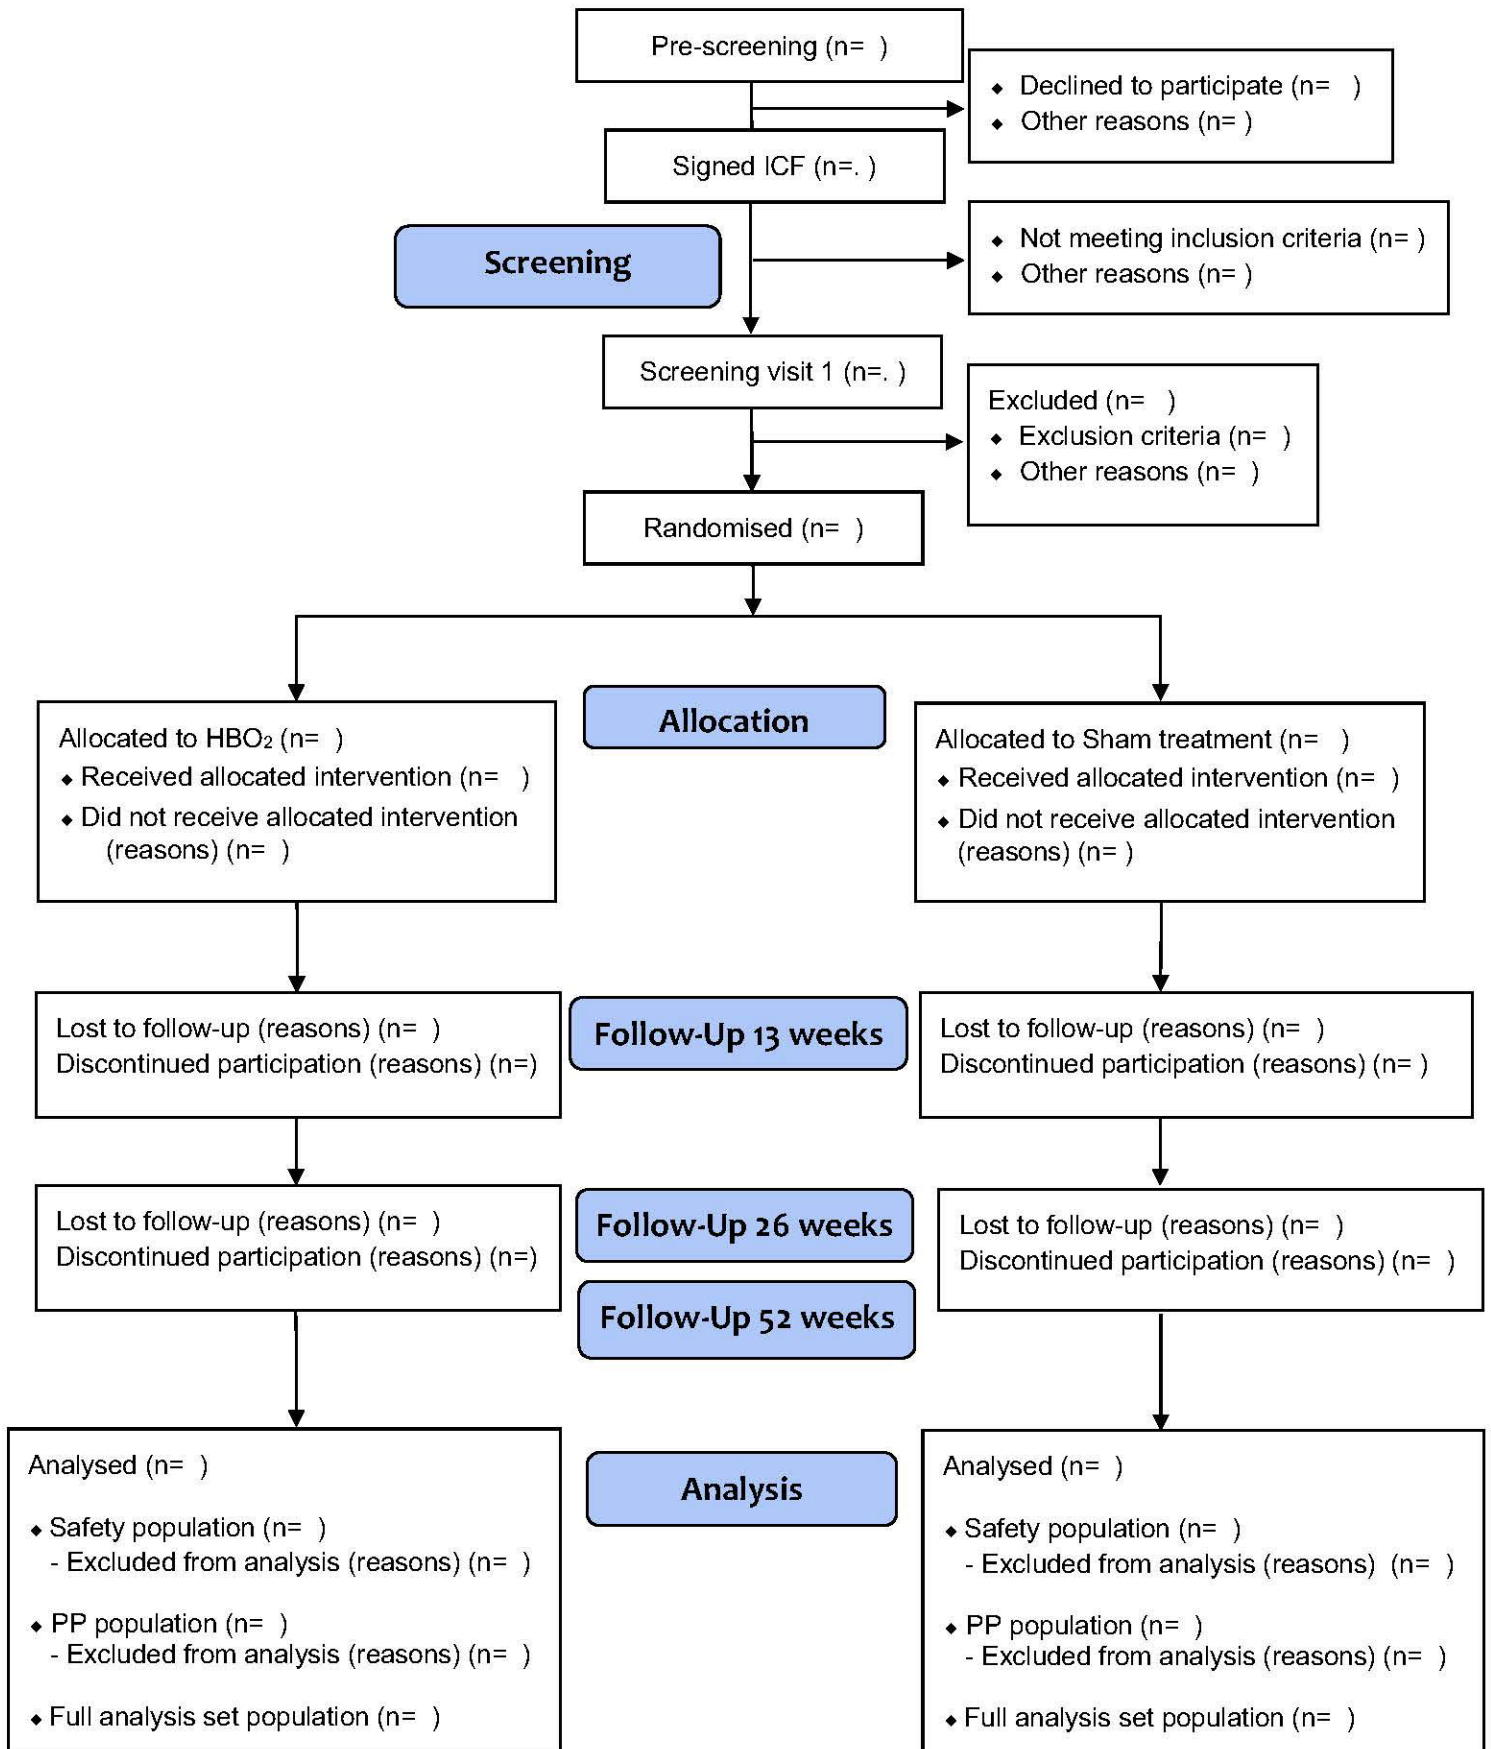 Pre-screening (n=  )
◆ Declined to participate (n=  )
◆ Other reasons (n= )
Signed ICF (n=. )
Screening
◆ Not meeting inclusion criteria (n= )
◆ Other reasons (n= )
Screening visit 1 (n=. )
Excluded (n=  )
◆ Exclusion criteria (n=  )
◆ Other reasons (n=  )
Randomised (n=  )
Allocation
Allocated to HBO₂ (n=  )
◆ Received allocated intervention (n=  )
◆ Did not receive allocated intervention
(reasons) (n=  )
Allocated to Sham treatment (n=  )
◆ Received allocated intervention (n=  )
◆ Did not receive allocated intervention
(reasons) (n= )
Lost to follow-up (reasons) (n=  )
Discontinued participation (reasons) (n=)
Follow-Up 13 weeks
Lost to follow-up (reasons) (n=  )
Discontinued participation (reasons) (n= )
Lost to follow-up (reasons) (n=  )
Discontinued participation (reasons) (n=)
Follow-Up 26 weeks
Follow-Up 52 weeks
Lost to follow-up (reasons) (n=  )
Discontinued participation (reasons) (n=  )
Analysed (n=  )
◆ Safety population (n=  )
- Excluded from analysis (reasons) (n=  )
◆ PP population (n=  )
- Excluded from analysis (reasons) (n=  )
◆ Full analysis set population (n=  )
Analysis
Analysed (n=  )
◆ Safety population (n=  )
- Excluded from analysis (reasons)  (n=  )
◆ PP population (n=  )
- Excluded from analysis (reasons) (n=  )
◆ Full analysis set population (n=  )